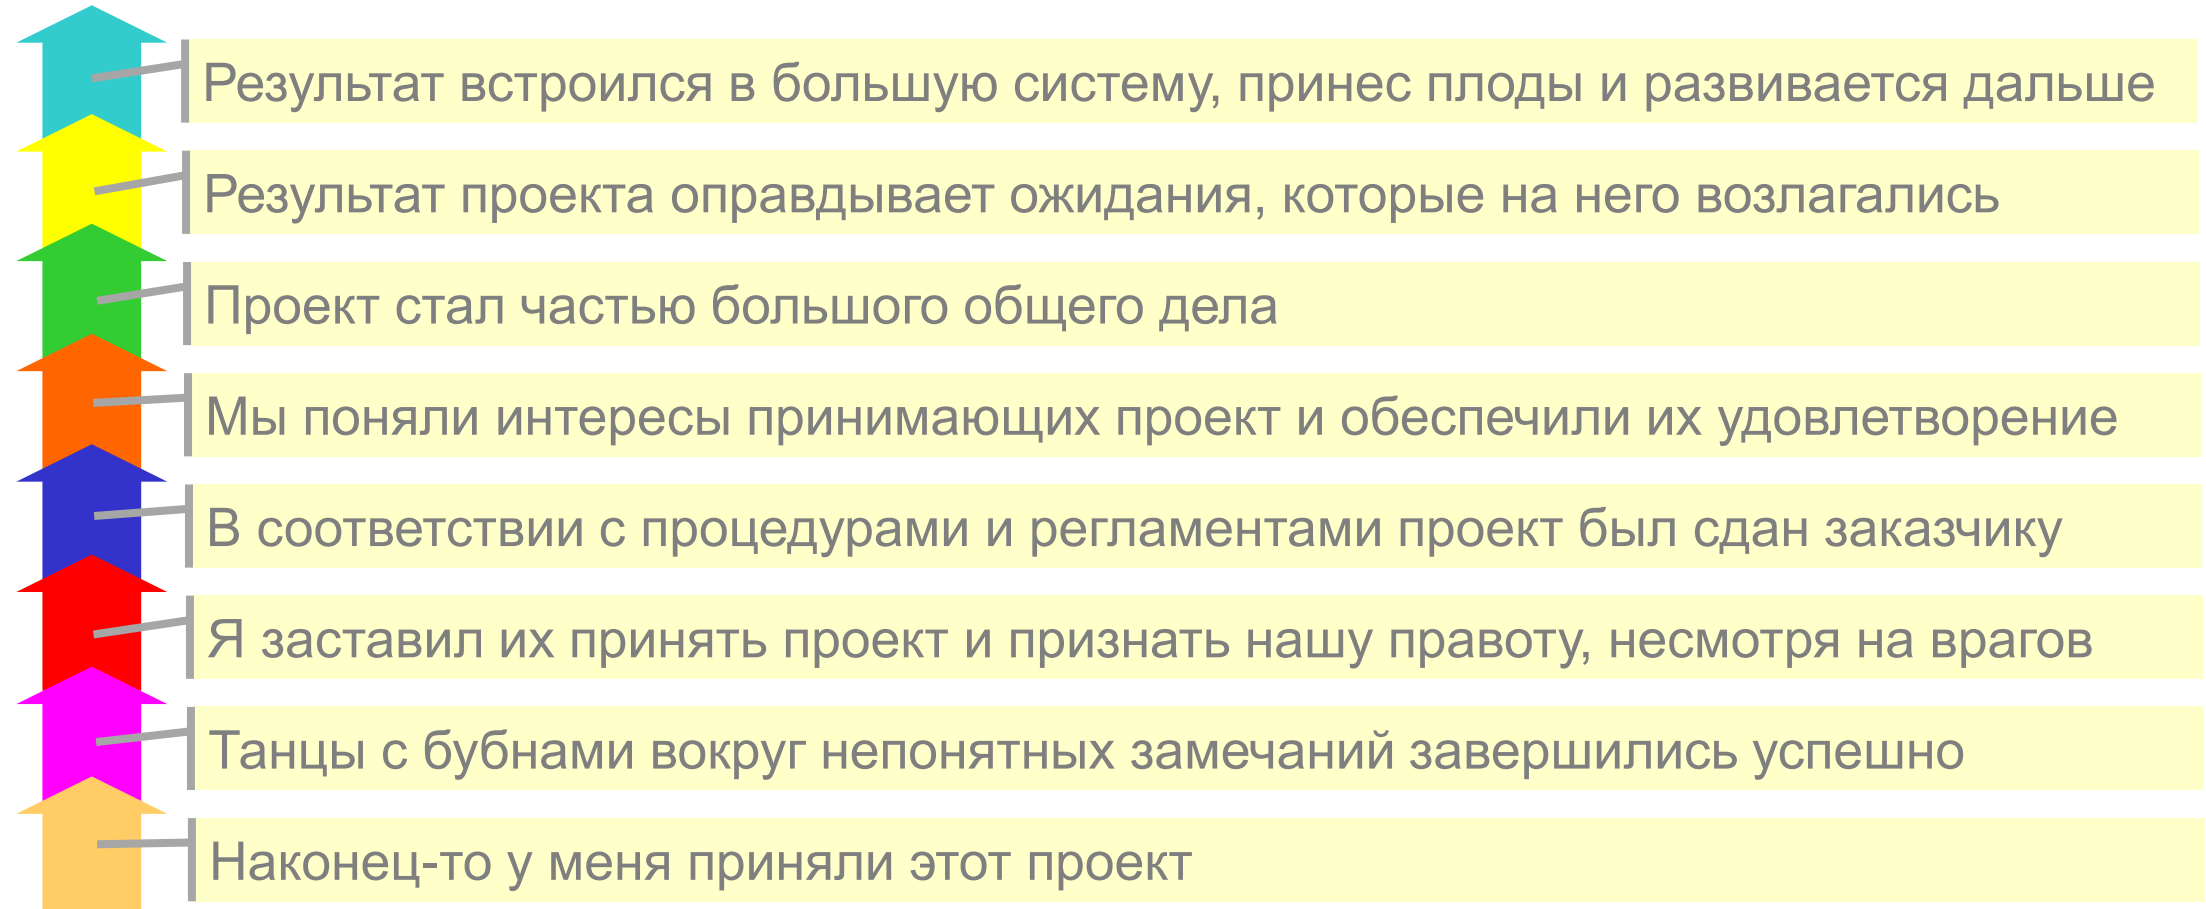 Результат встроился в большую систему, принес плоды и развивается дальше
Результат проекта оправдывает ожидания, которые на него возлагались
Проект стал частью большого общего дела
Мы поняли интересы принимающих проект и обеспечили их удовлетворение
В соответствии с процедурами и регламентами проект был сдан заказчику
Я заставил их принять проект и признать нашу правоту, несмотря на врагов
Танцы с бубнами вокруг непонятных замечаний завершились успешно
Наконец-то у меня приняли этот проект